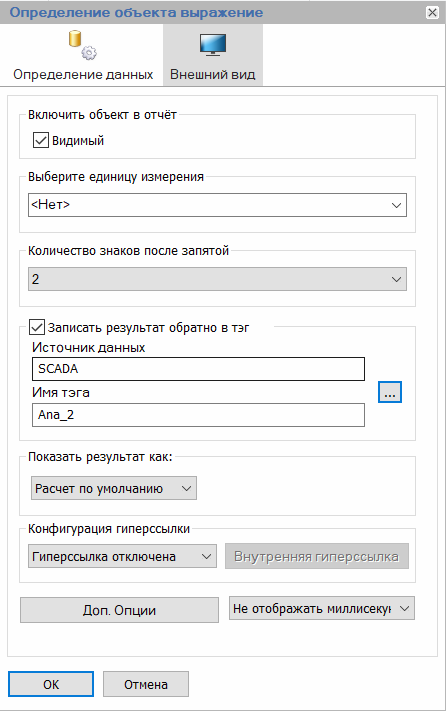 Определение объекта выражение
Определение данных
Внешний вид
Включить объект в отчёт
Видимый
Выберите единицу измерения
<Нет>
Количество знаков после запятой
2
Записать результат обратно в тэг
Источник данных
SCADA
Имя тэга
...
Ana_2
Показать результат как:
Расчет по умолчанию
Конфигурация гиперссылки
Гиперссылка отключена
Внутренняя гиперссылка
Доп. Опции
Не отображать миллисекун
ОК
Отмена